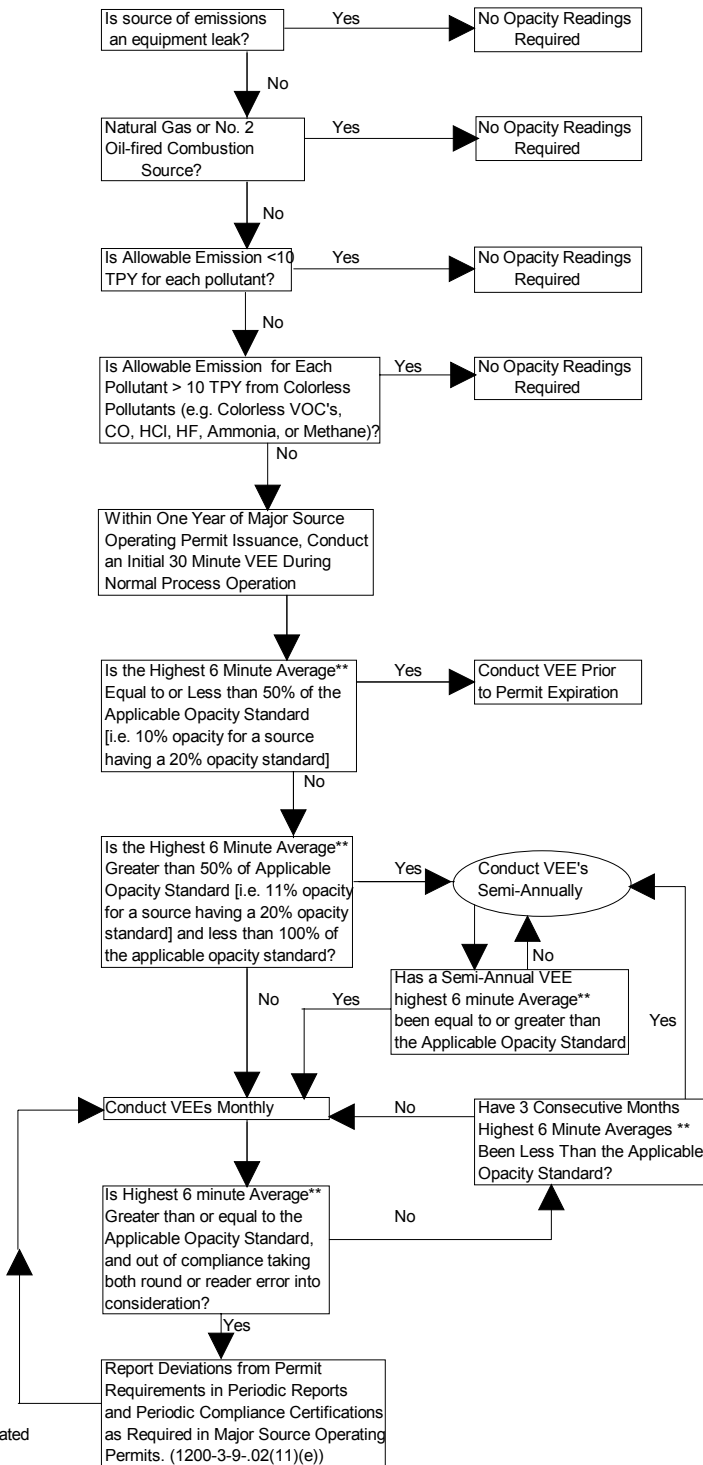 Is source of emissions
an equipment leak?
Yes
No Opacity Readings
Required
No
Natural Gas or No. 2
Oil-fired Combustion
Source?
Yes
No Opacity Readings
Required
No
Is Allowable Emission <10
TPY for each pollutant?
Yes
No Opacity Readings
Required
No
Is Allowable Emission for Each
Pollutant > 10 TPY from Colorless
Pollutants (e.g. Colorless VOC's,
CO, HCl, HF, Ammonia, or Methane)?
Yes
No Opacity Readings
Required
No
Within One Year of Major Source
Operating Permit Issuance, Conduct
an Initial 30 Minute VEE During
Normal Process Operation
Is the Highest 6 Minute Average**
Equal to or Less than 50% of the
Applicable Opacity Standard
[i.e. 10% opacity for a source
having a 20% opacity standard]
Yes
Conduct VEE Prior
to Permit Expiration
No
Is the Highest 6 Minute Average**
Greater than 50% of Applicable
Opacity Standard [i.e. 11% opacity
for a source having a 20% opacity
standard] and less than 100% of
the applicable opacity standard?
Yes
Conduct VEE's
Semi-Annually
No
Has a Semi-Annual VEE
highest 6 minute Average**
been equal to or greater than
the Applicable Opacity Standard
Yes
No
Yes
Conduct VEEs Monthly
No
Have 3 Consecutive Months
Highest 6 Minute Averages **
Been Less Than the Applicable
Opacity Standard?
Is Highest 6 minute Average**
Greater than or equal to the
Applicable Opacity Standard,
and out of compliance taking
both round or reader error into
consideration?
No
Yes
Report Deviations from Permit
Requirements in Periodic Reports
and Periodic Compliance Certifications
as Required in Major Source Operating
Permits. (1200-3-9-.02(11)(e))
ated